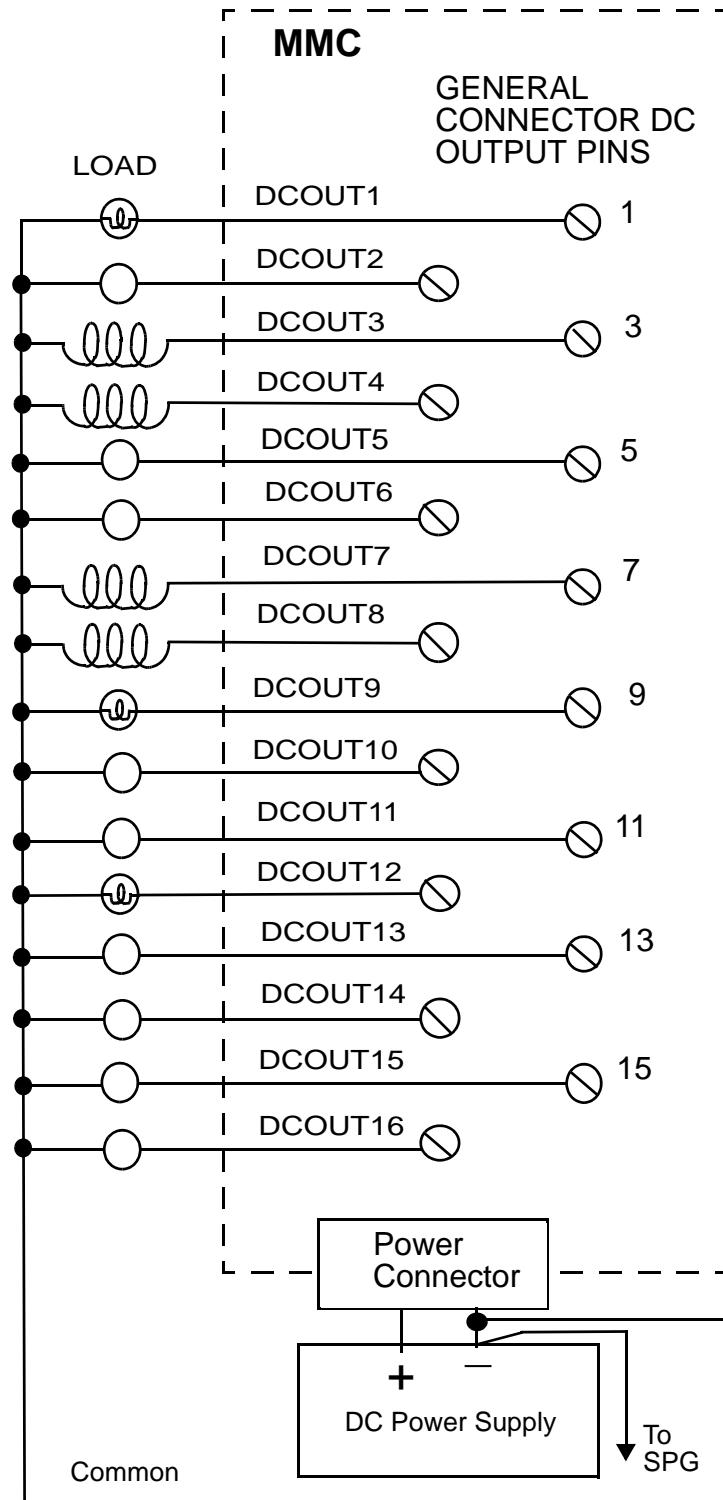 MMC
GENERAL
CONNECTOR DC
OUTPUT PINS
LOAD
DCOUT1
1
DCOUT2
DCOUT3
3
DCOUT4
DCOUT5
5
DCOUT6
DCOUT7
7
DCOUT8
DCOUT9
9
DCOUT10
DCOUT11
11
DCOUT12
DCOUT13
13
DCOUT14
DCOUT15
15
DCOUT16
Power
Connector
+ –
DC Power Supply
To
SPG
Common